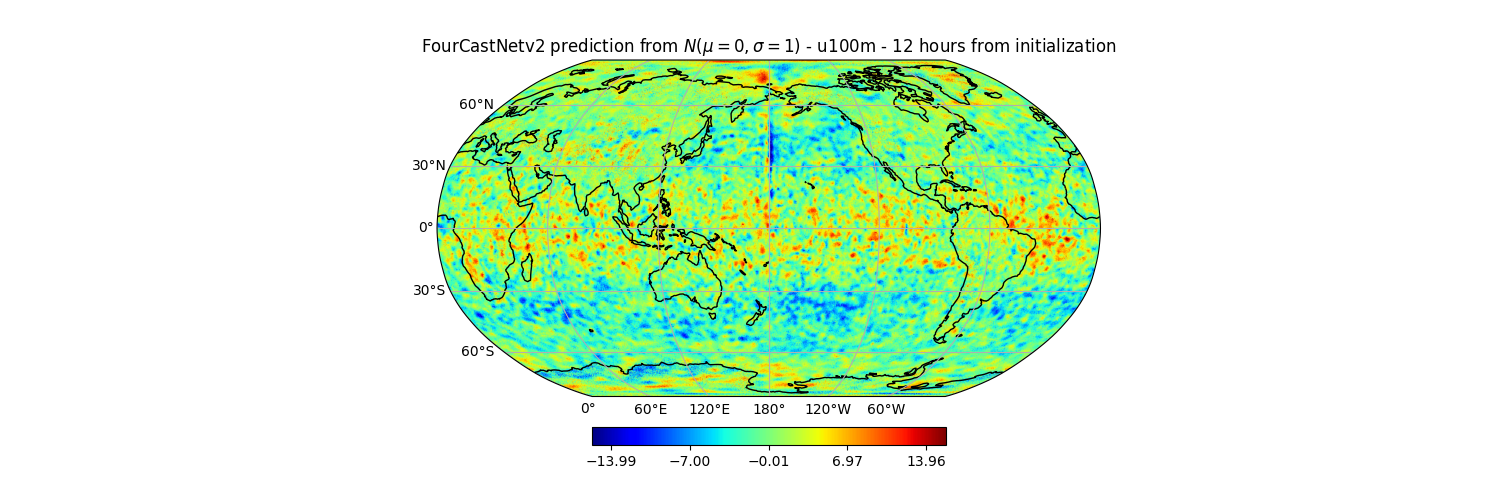 FourCastNetv2 prediction from N(μ = 0, σ = 1) - u100m - 12 hours from initialization
60°N
30°N
0°
30°S
60°S
0° 60°E 120°E 180° 120°W 60°W
−13.99 −7.00 −0.01 6.97 13.96